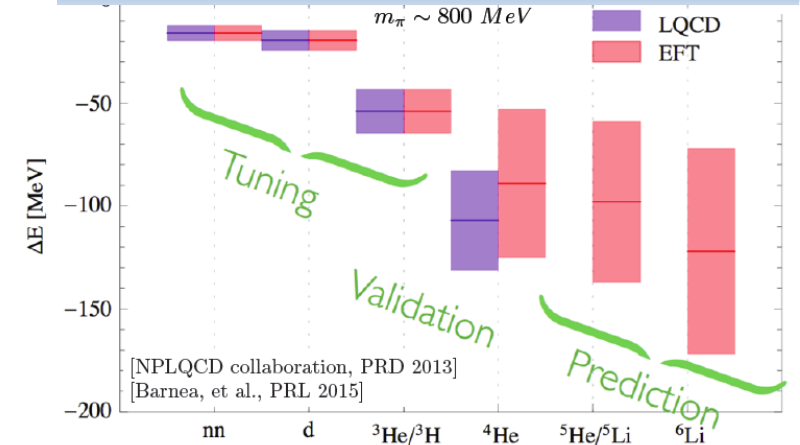 m_π ∼ 800 MeV
LQCD
EFT
−50
−100
−150
−200
ΔE [MeV]
Tuning
Validation
Prediction
[NPLQCD collaboration, PRD 2013]
[Barnea, et al., PRL 2015]
nn d ³He/³H ⁴He ⁵He/⁵Li ⁶Li